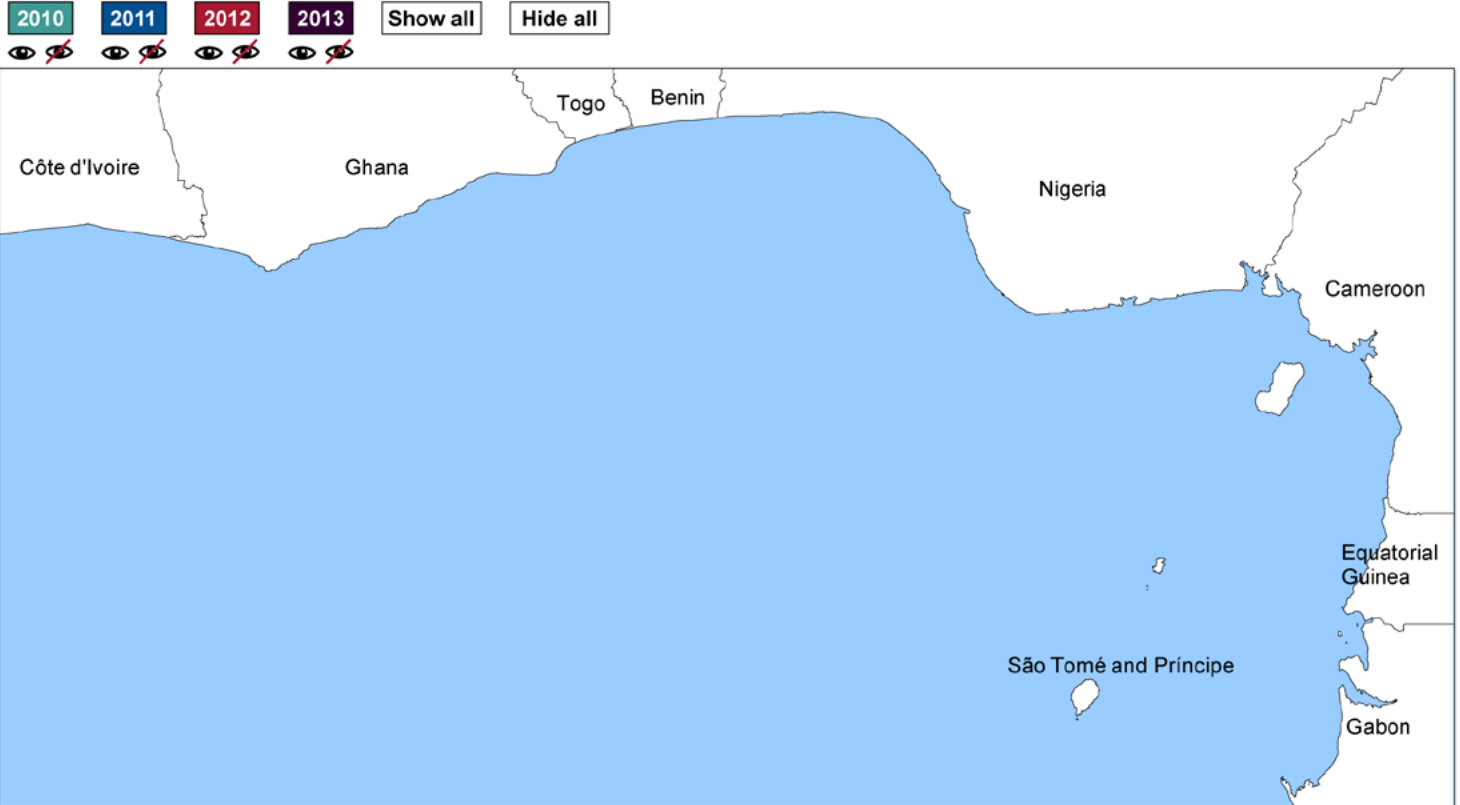 2010 2011 2012 2013 Show all Hide all
Togo
Benin
Côte d'Ivoire
Ghana
Nigeria
Cameroon
Equatorial
Guinea
São Tomé and Príncipe
Gabon